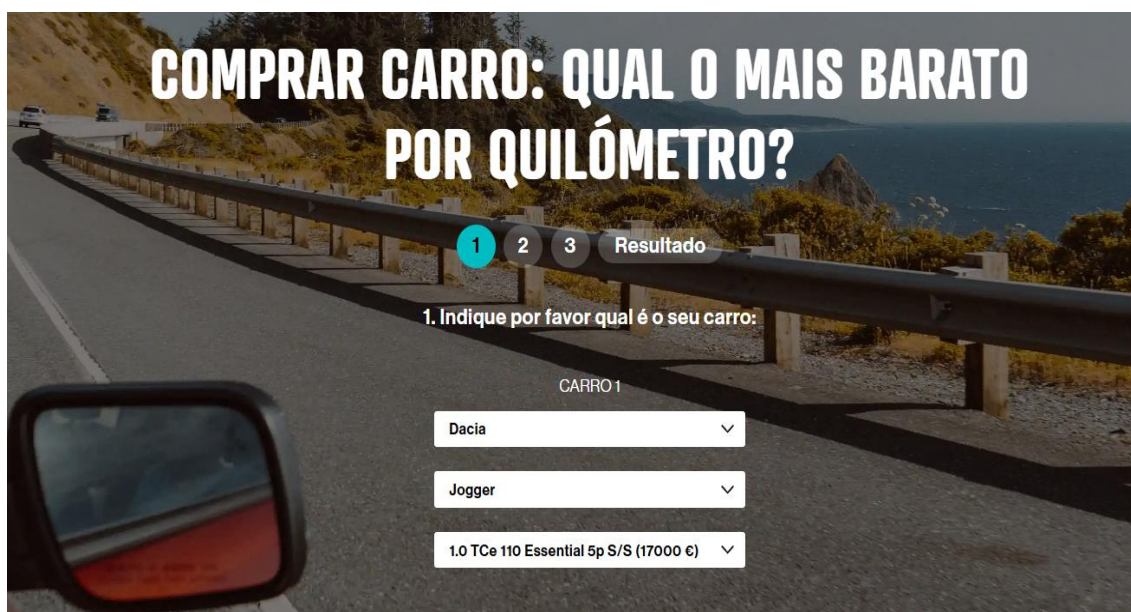 COMPRAR CARRO: QUAL O MAIS BARATO
POR QUILÓMETRO?
1 2 3 Resultado
1. Indique por favor qual é o seu carro:
CARRO 1
Dacia
Jogger
1.0 TCe 110 Essential 5p S/S (17000 €)